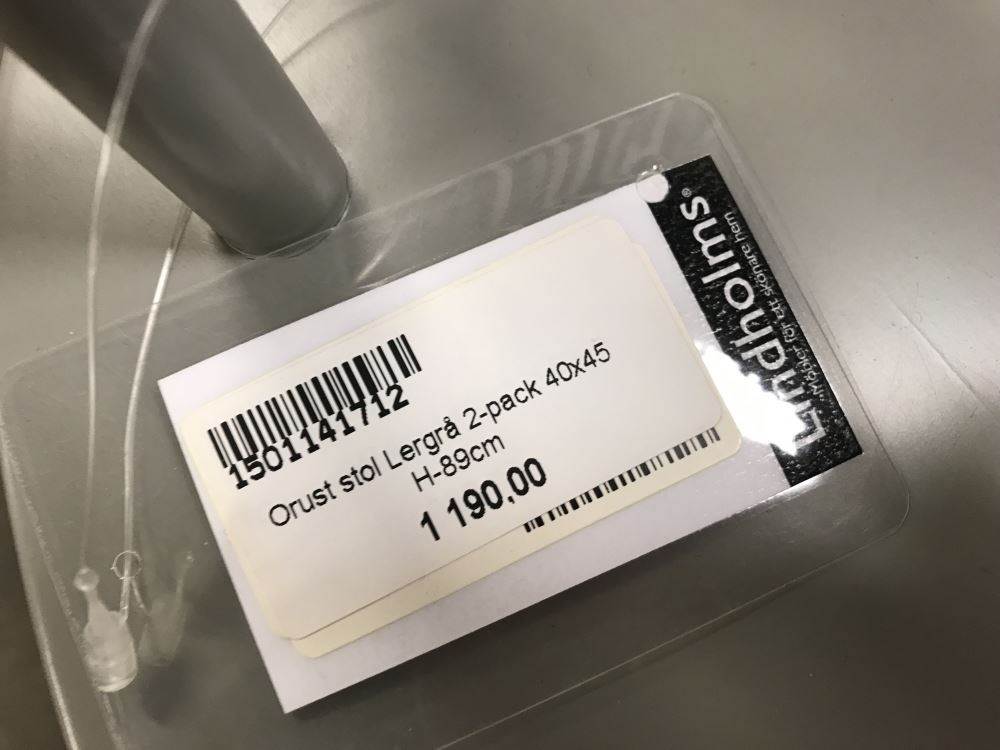 1501141712
Orust stol Lergrå 2-pack 40x45
H-89cm
1 190,00
Lindholms®
Möbler för ett skönare hem